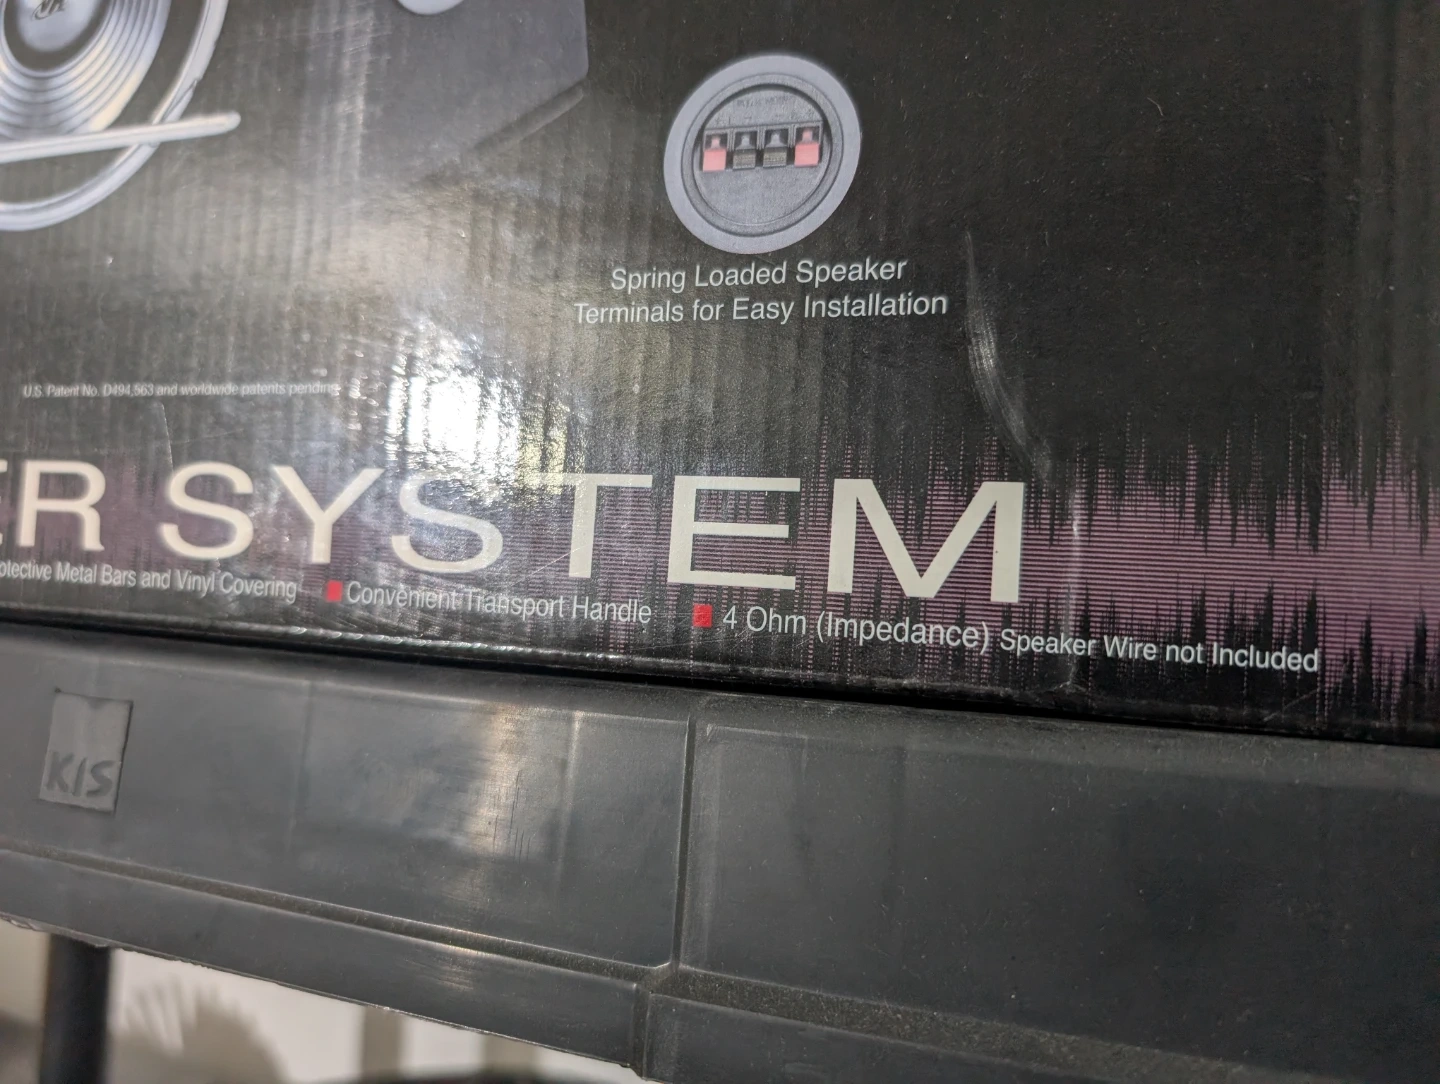 Spring Loaded Speaker
Terminals for Easy Installation
U.S. Patent No. D494,563 and worldwide patents pending
ER SYSTEM
otective Metal Bars and Vinyl Covering ■ Convenient Transport Handle ■ 4 Ohm (Impedance) Speaker Wire not Included
KIS